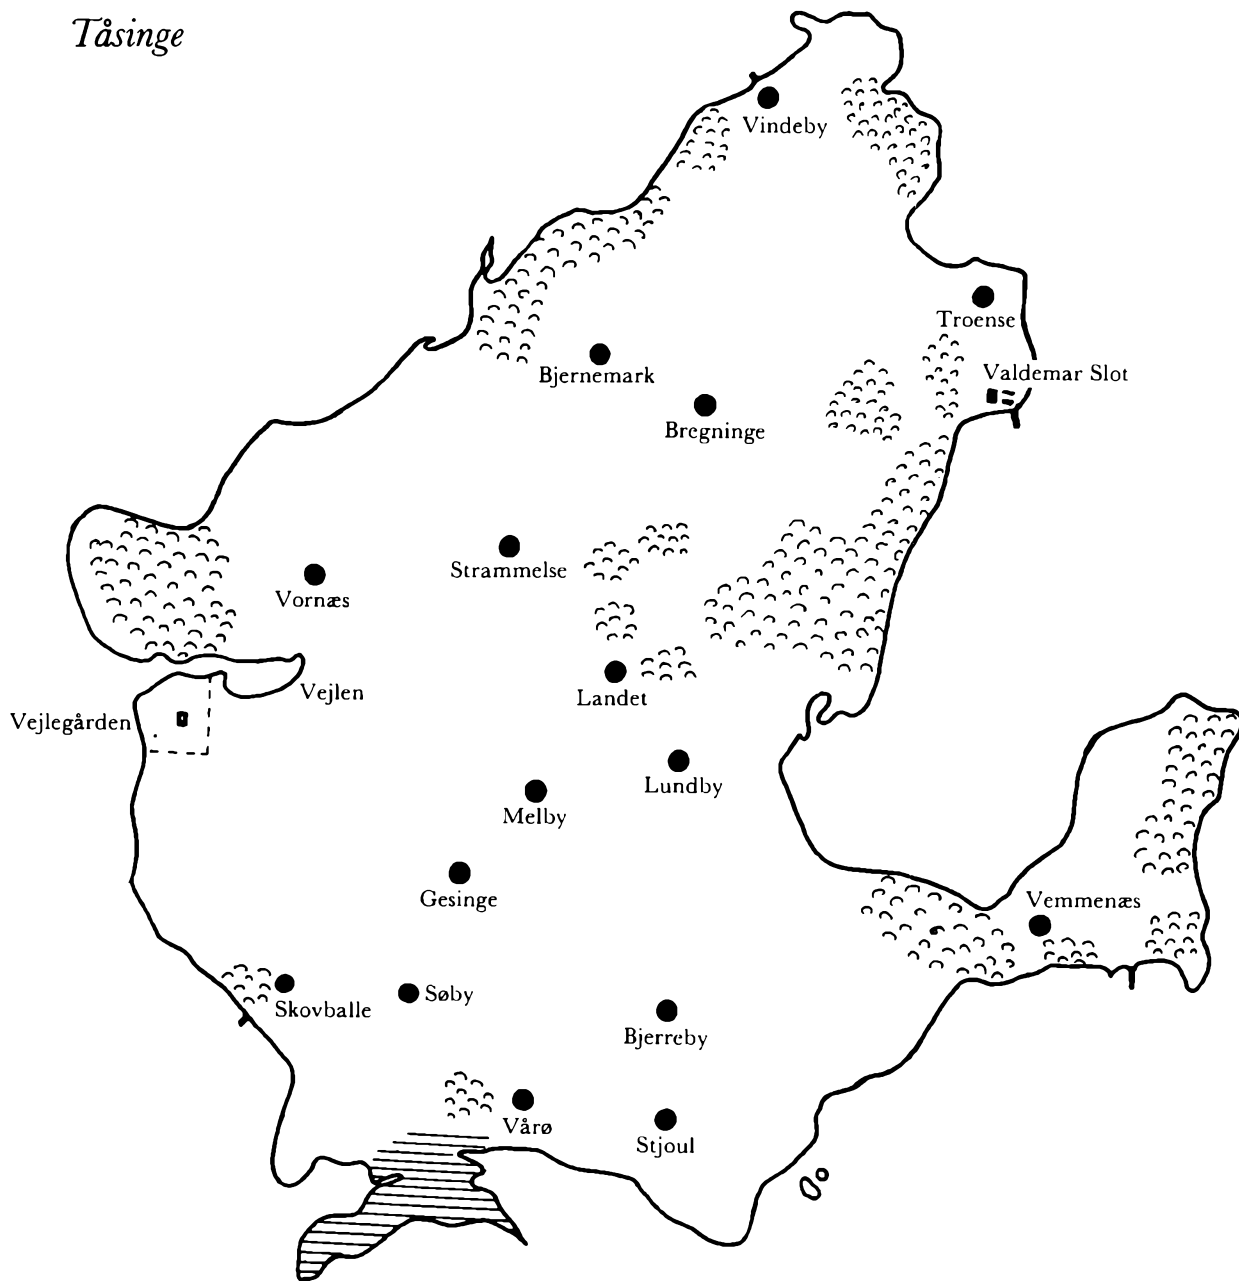 Tåsinge
Vindeby
Troense
Bjernemark
Valdemar Slot
Bregninge
Strammelse
Vornæs
Vejlen
Landet
Vejlegården
Lundby
Melby
Gesinge
Vemmenæs
Skovballe
Søby
Bjerreby
Vårø
Stjoul